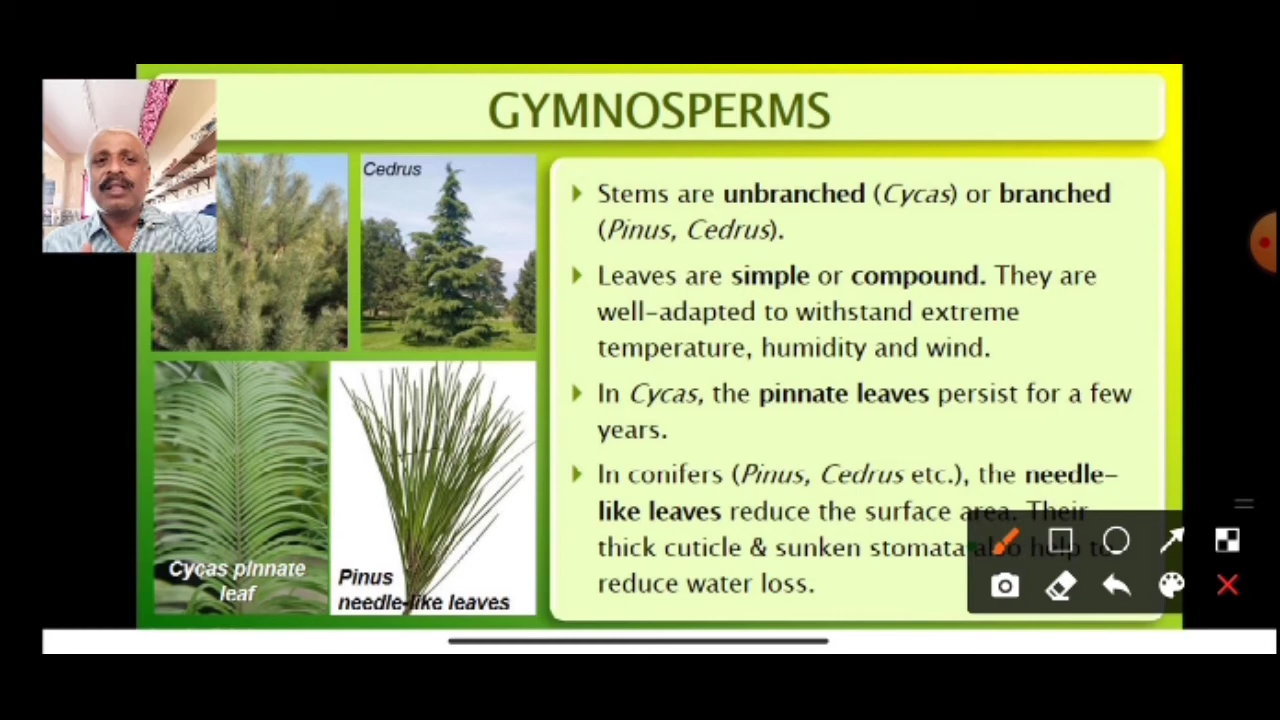 GYMNOSPERMS
Cedrus
Stems are unbranched (Cycas) or branched
(Pinus, Cedrus).
Leaves are simple or compound. They are
well-adapted to withstand extreme
temperature, humidity and wind.
In Cycas, the pinnate leaves persist for a few
years.
In conifers (Pinus, Cedrus etc.), the needle-
like leaves reduce the surface area. Their
thick cuticle & sunken stomata also help to
reduce water loss.
Cycas pinnate
leaf
Pinus
needle-like leaves